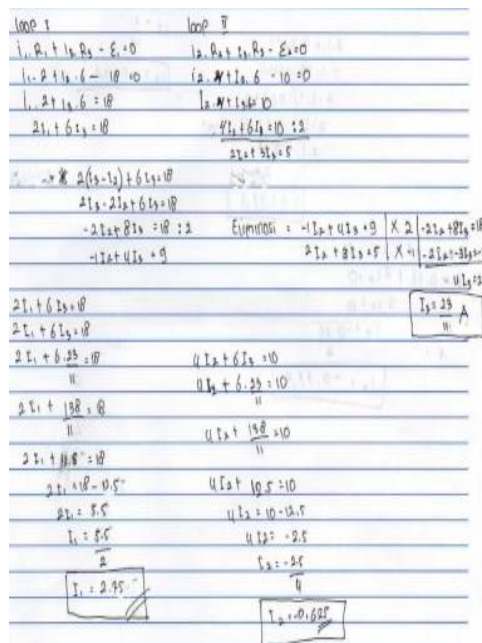 loop I
i₁.R₁ + I₃.R₃ - ε₁ = 0
i₁.2 + I₃.6 - 18 = 0
I₁.2 + I₃.6 = 18
2I₁ + 6I₃ = 18
loop II
i₂.R₂ + I₃.R₃ - ε₂ = 0
i₂.4 + I₃.6 - 10 = 0
I₂.4 + I₃.6 = 10
4I₂ + 6I₃ = 10 : 2
2I₂ + 3I₃ = 5
2(I₃-I₂) + 6I₃ = 18
2I₃ - 2I₂ + 6I₃ = 18
-2I₂ + 8I₃ = 18 : 2
-1I₂ + 4I₃ = 9
Eliminasi : -1I₂ + 4I₃ = 9 | X 2 | -2I₂ + 8I₃ = 18
2I₂ + 3I₃ = 5 | X -1 | -2I₂ - 3I₃ =
I₃ = 23/11 A
2I₁ + 6I₃ = 18
2I₁ + 6I₃ = 18
2I₁ + 6.23/11 = 18
2I₁ + 138/11 = 18
2I₁ + 12.5 = 18
2I₁ = 18 - 12.5
2I₁ = 5.5
I₁ = 5.5/2
I₁ = 2.75
4I₂ + 6I₃ = 10
4I₂ + 6.23/11 = 10
4I₂ + 138/11 = 10
4I₂ + 12.5 = 10
4I₂ = 10 - 12.5
4I₂ = -2.5
I₂ = -2.5/4
I₂ = -0.625